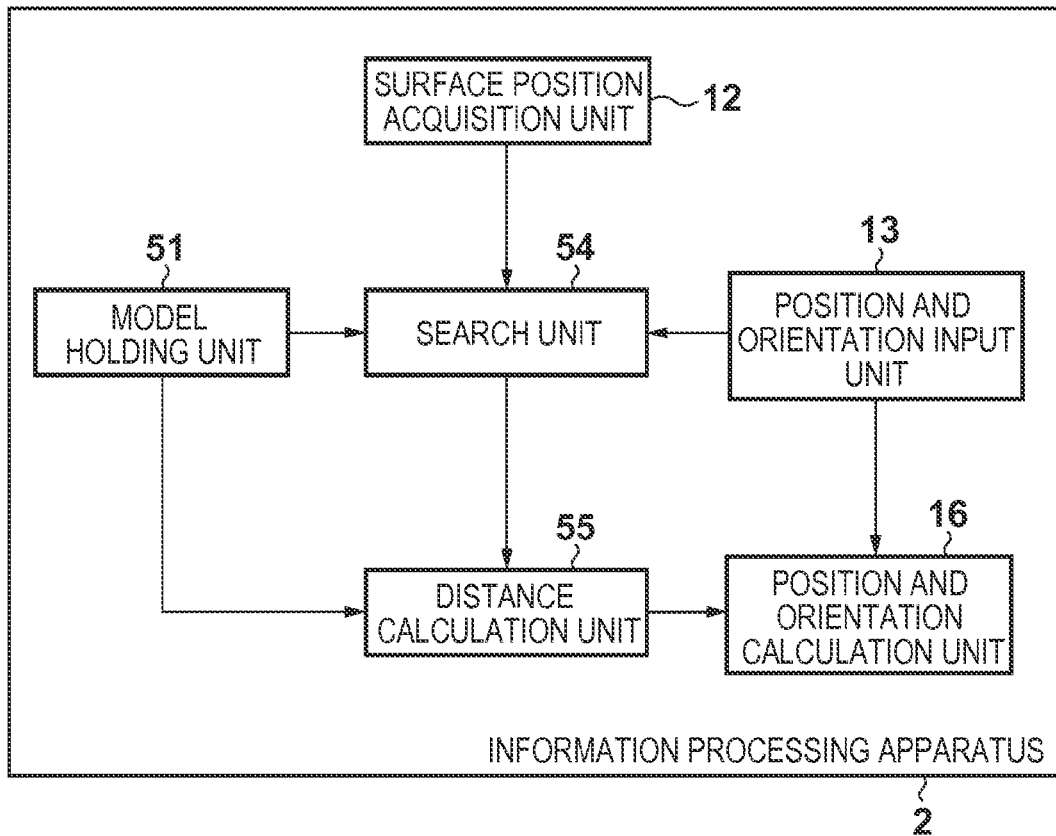 SURFACE POSITION
ACQUISITION UNIT
12
51
54
13
MODEL
HOLDING UNIT
SEARCH UNIT
POSITION AND
ORIENTATION INPUT
UNIT
55
16
DISTANCE
CALCULATION UNIT
POSITION AND
ORIENTATION
CALCULATION UNIT
INFORMATION PROCESSING APPARATUS
2